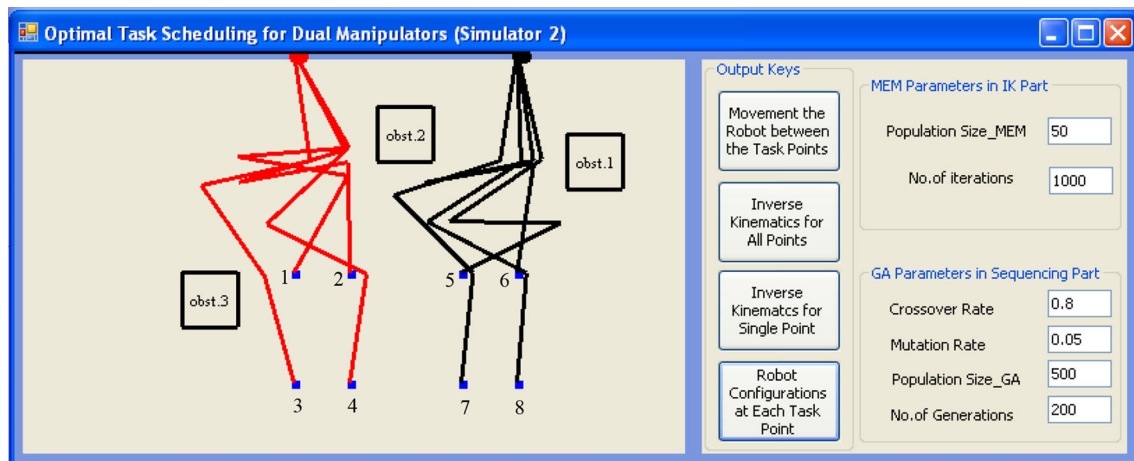 Optimal Task Scheduling for Dual Manipulators (Simulator 2)
obst.2
obst.1
obst.3
1
2
5
6
3
4
7
8
Output Keys
Movement the
Robot between
the Task Points
Inverse
Kinematics for
All Points
Inverse
Kinematcs for
Single Point
Robot
Configurations
at Each Task
Point
MEM Parameters in IK Part
Population Size_MEM
50
No.of iterations
1000
GA Parameters in Sequencing Part
Crossover Rate
0.8
Mutation Rate
0.05
Population Size_GA
500
No.of Generations
200